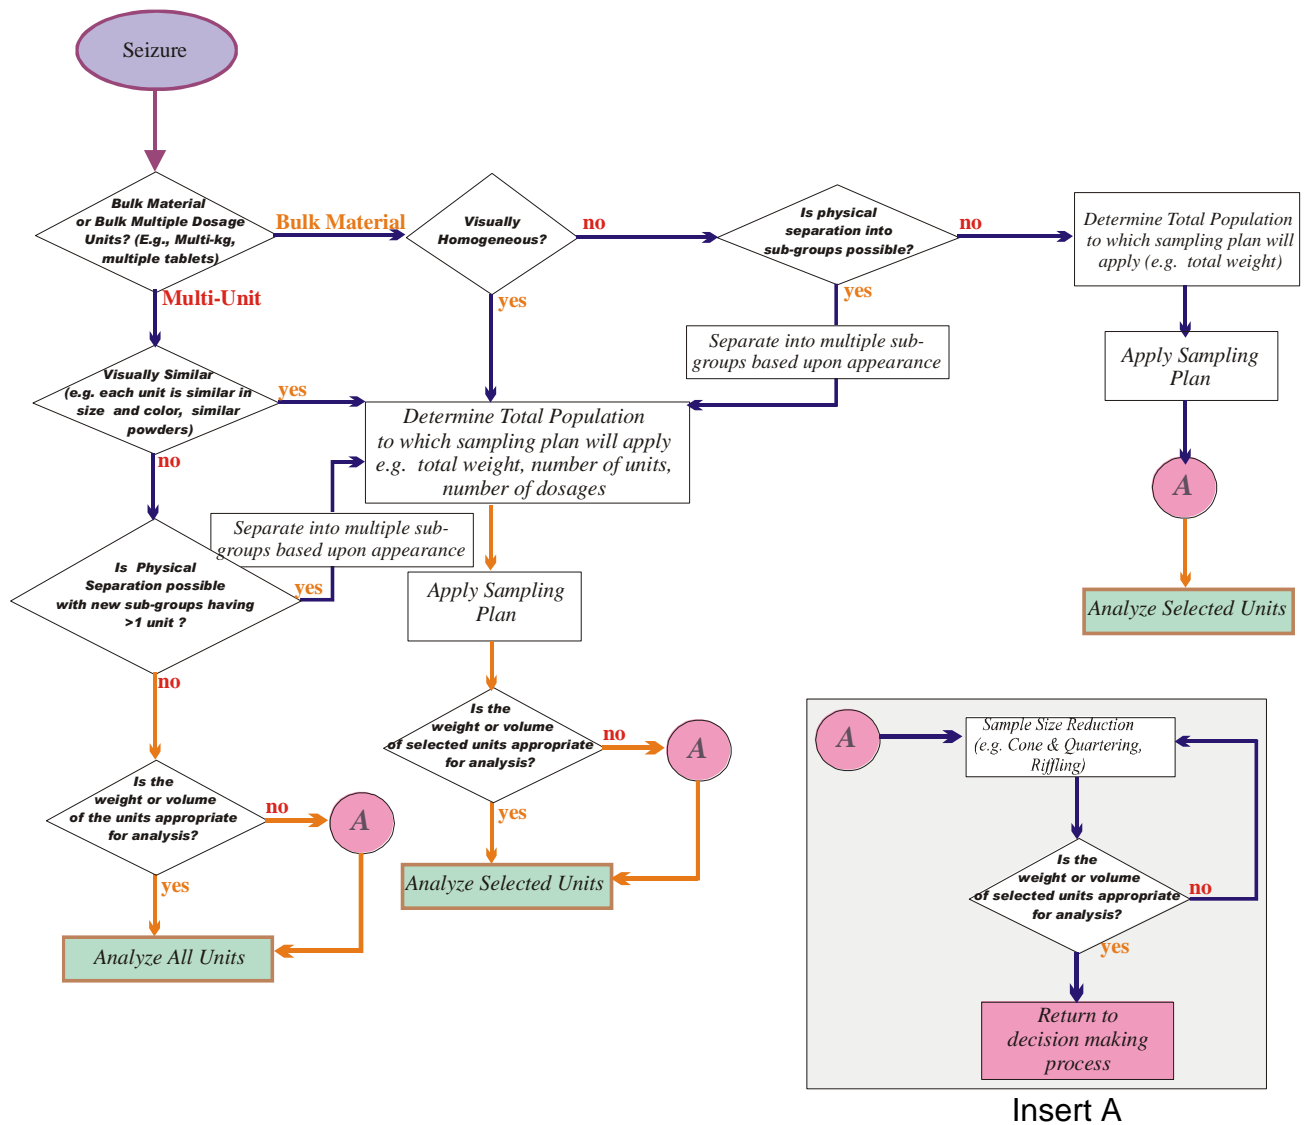 Seizure
Bulk Material
or Bulk Multiple Dosage
Units? (E.g., Multi-kg,
multiple tablets)
Bulk Material
Visually
Homogeneous?
no
Is physical
separation into
sub-groups possible?
no
Determine Total Population
to which sampling plan will
apply (e.g. total weight)
Multi-Unit
yes
yes
Separate into multiple sub-
groups based upon appearance
Apply Sampling
Plan
Visually Similar
(e.g. each unit is similar in
size and color, similar
powders)
yes
Determine Total Population
to which sampling plan will apply
e.g. total weight, number of units,
number of dosages
no
A
Separate into multiple sub-
groups based upon appearance
Is Physical
Separation possible
with new sub-groups having
>1 unit ?
yes
Apply Sampling
Plan
Analyze Selected Units
no
Is the
weight or volume
of selected units appropriate
for analysis?
no
A
yes
Analyze Selected Units
Is the
weight or volume
of the units appropriate
for analysis?
no
A
yes
Analyze All Units
A
Sample Size Reduction
(e.g. Cone & Quartering,
Riffling)
Is the
weight or volume
of selected units appropriate
for analysis?
no
yes
Return to
decision making
process
Insert A